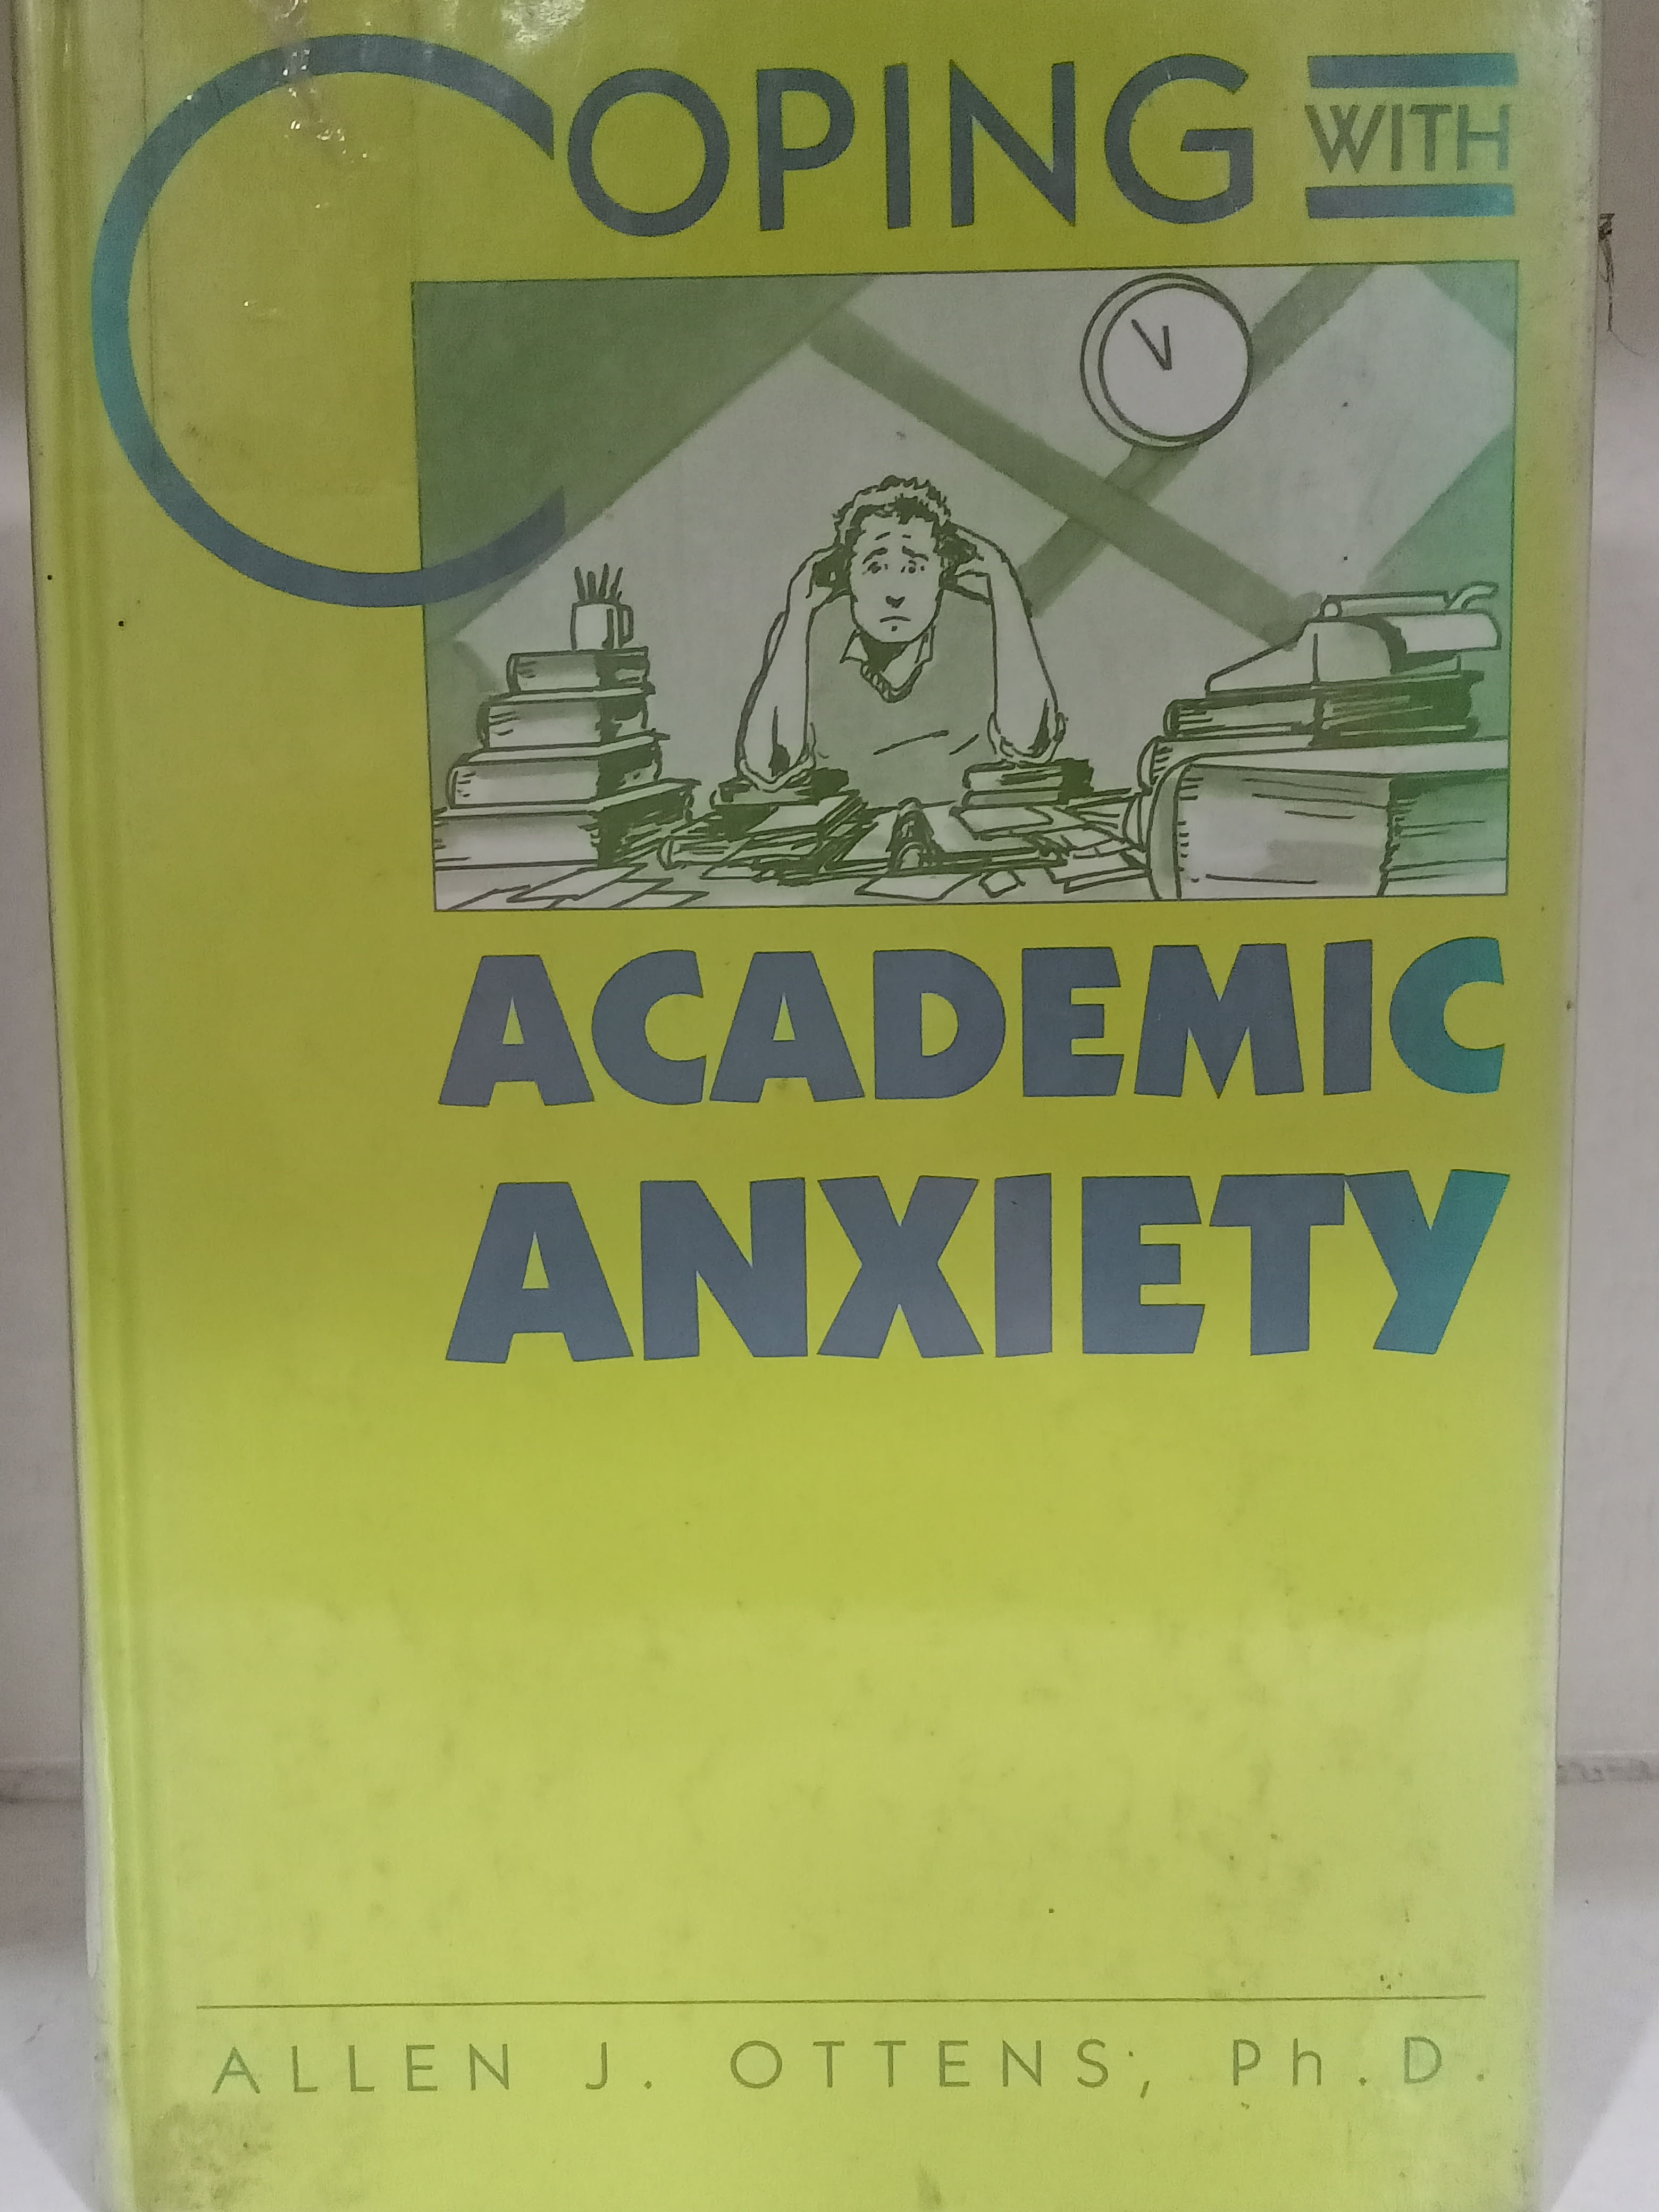 COPING WITH
ACADEMIC
ANXIETY
ALLEN J. OTTENS, Ph.D.